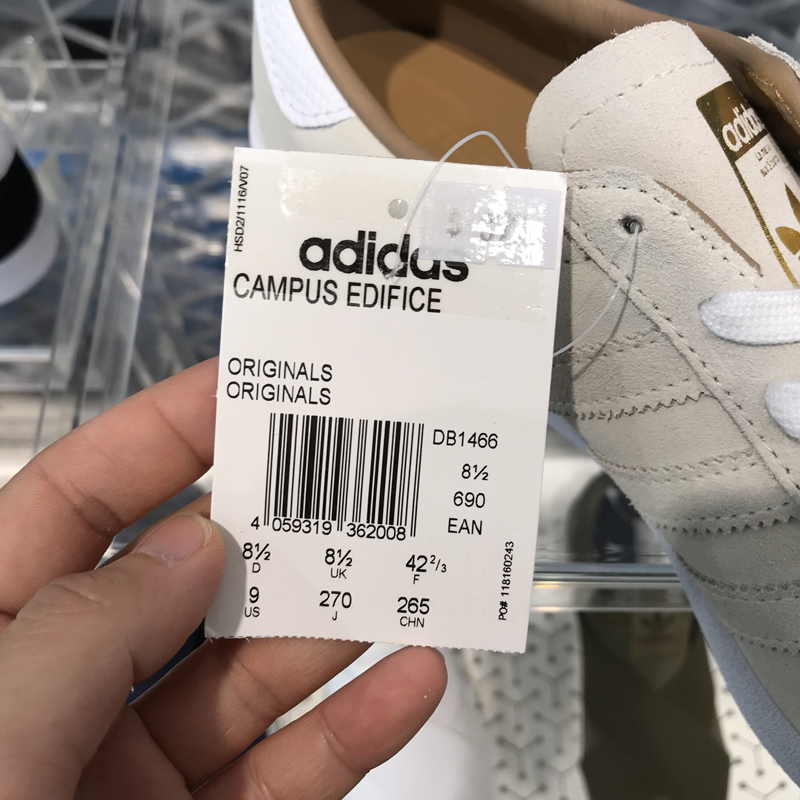 HSD2/1116/V07
adidas
CAMPUS EDIFICE
ORIGINALS
ORIGINALS
DB1466
8½
690
EAN
4 059319 362008
8½ 8½ 42 2/3
D UK F
9 270 265
US J CHN
PO# 118160243
adidas